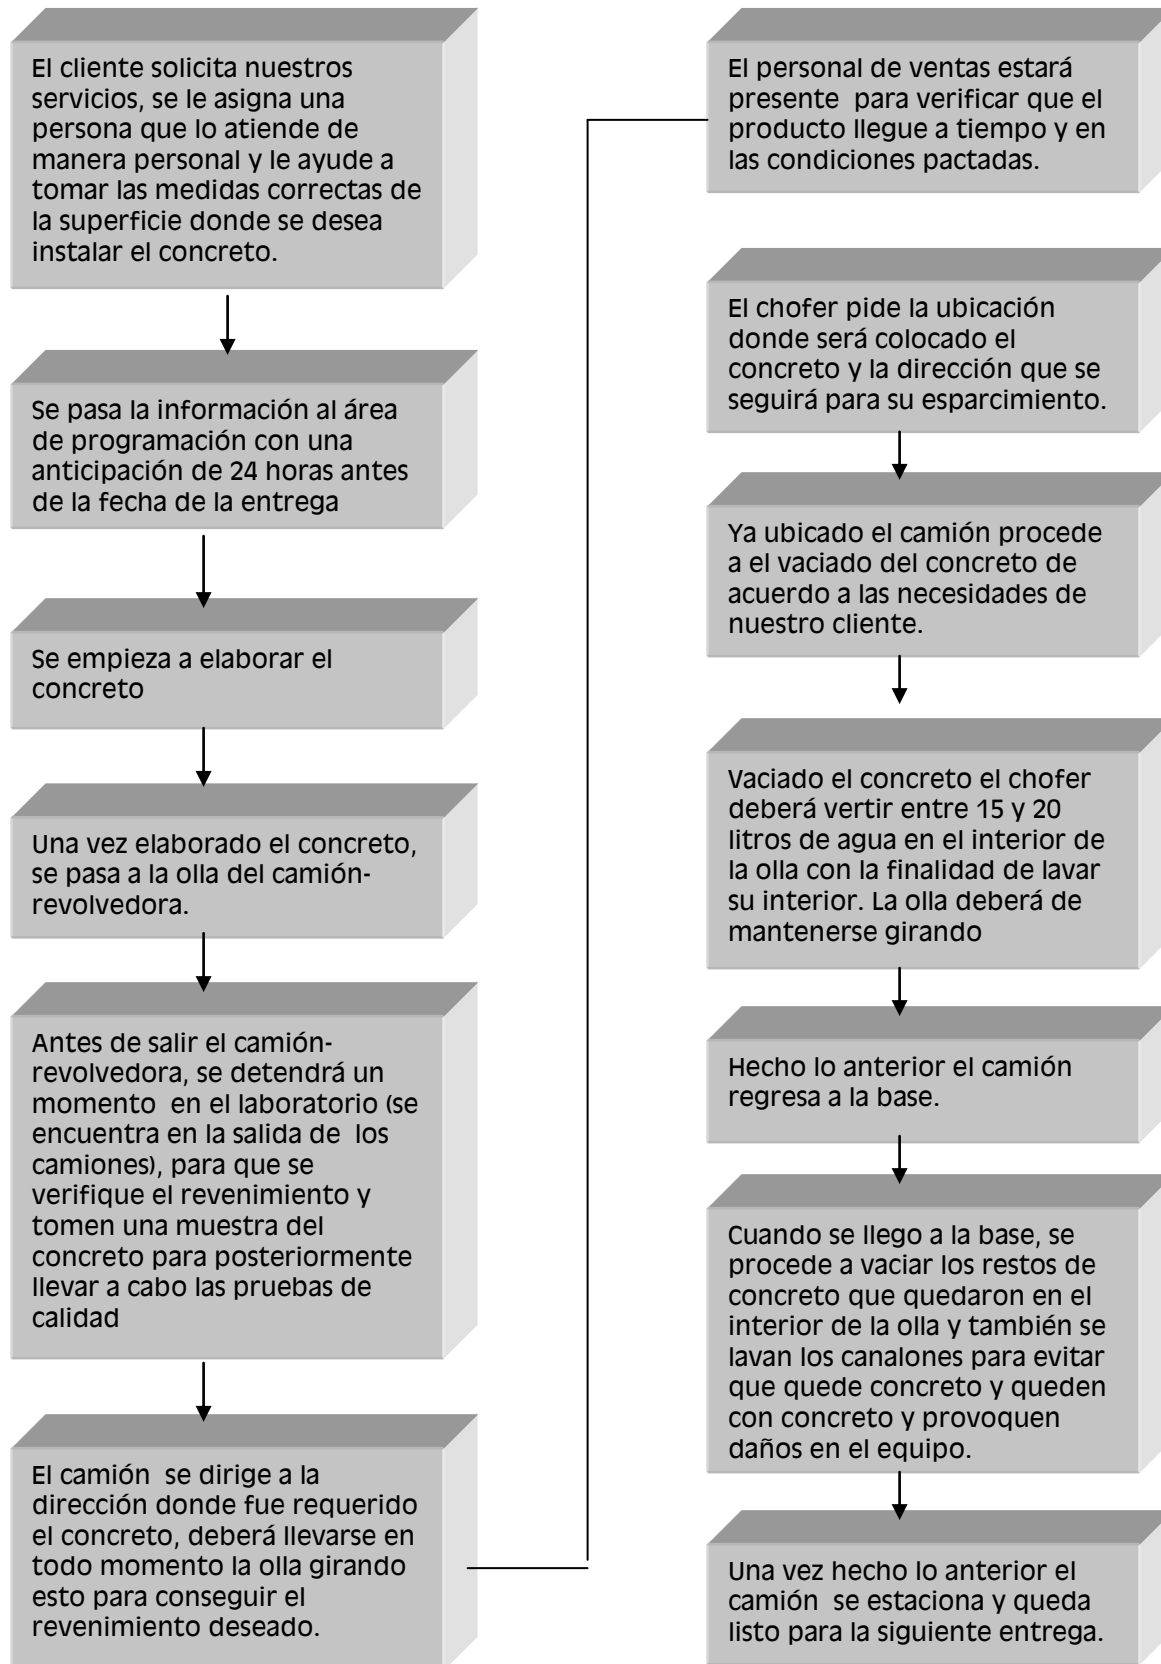 El cliente solicita nuestros
servicios, se le asigna una
persona que lo atiende de
manera personal y le ayude a
tomar las medidas correctas de
la superficie donde se desea
instalar el concreto.
Se pasa la información al área
de programación con una
anticipación de 24 horas antes
de la fecha de la entrega
Se empieza a elaborar el
concreto
Una vez elaborado el concreto,
se pasa a la olla del camión-
revolvedora.
Antes de salir el camión-
revolvedora, se detendrá un
momento en el laboratorio (se
encuentra en la salida de los
camiones), para que se
verifique el revenimiento y
tomen una muestra del
concreto para posteriormente
llevar a cabo las pruebas de
calidad
El camión se dirige a la
dirección donde fue requerido
el concreto, deberá llevarse en
todo momento la olla girando
esto para conseguir el
revenimiento deseado.
El personal de ventas estará
presente para verificar que el
producto llegue a tiempo y en
las condiciones pactadas.
El chofer pide la ubicación
donde será colocado el
concreto y la dirección que se
seguirá para su esparcimiento.
Ya ubicado el camión procede
a el vaciado del concreto de
acuerdo a las necesidades de
nuestro cliente.
Vaciado el concreto el chofer
deberá vertir entre 15 y 20
litros de agua en el interior de
la olla con la finalidad de lavar
su interior. La olla deberá de
mantenerse girando
Hecho lo anterior el camión
regresa a la base.
Cuando se llego a la base, se
procede a vaciar los restos de
concreto que quedaron en el
interior de la olla y también se
lavan los canalones para evitar
que quede concreto y queden
con concreto y provoquen
daños en el equipo.
Una vez hecho lo anterior el
camión se estaciona y queda
listo para la siguiente entrega.